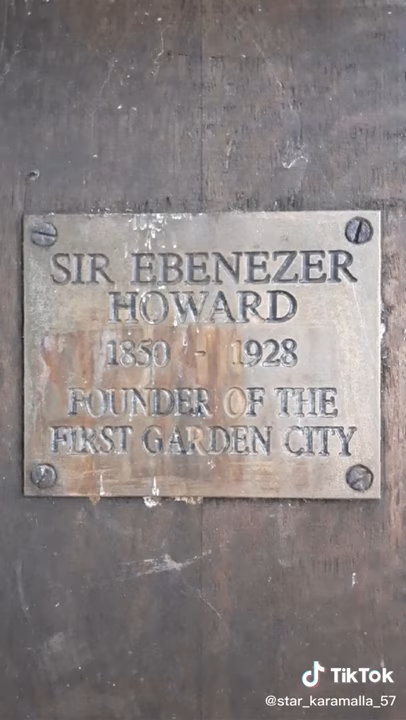 SIR EBENEZER
HOWARD
1850 - 1928
FOUNDER OF THE
FIRST GARDEN CITY
TikTok
@star_karamalla_57